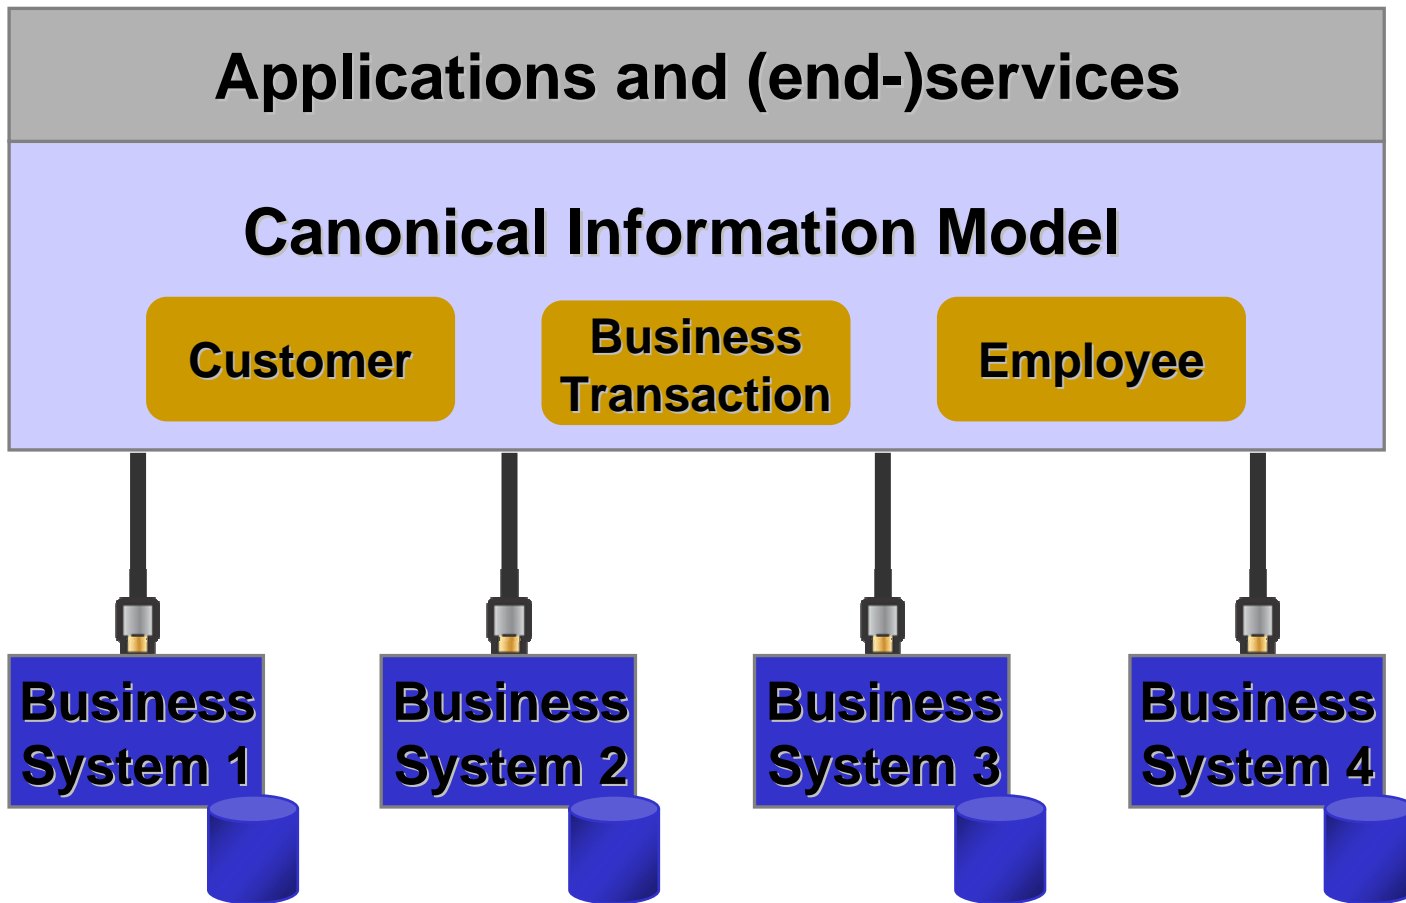 Applications and (end-)services
Canonical Information Model
Customer
Business
Transaction
Employee
Business
System 1
Business
System 2
Business
System 3
Business
System 4